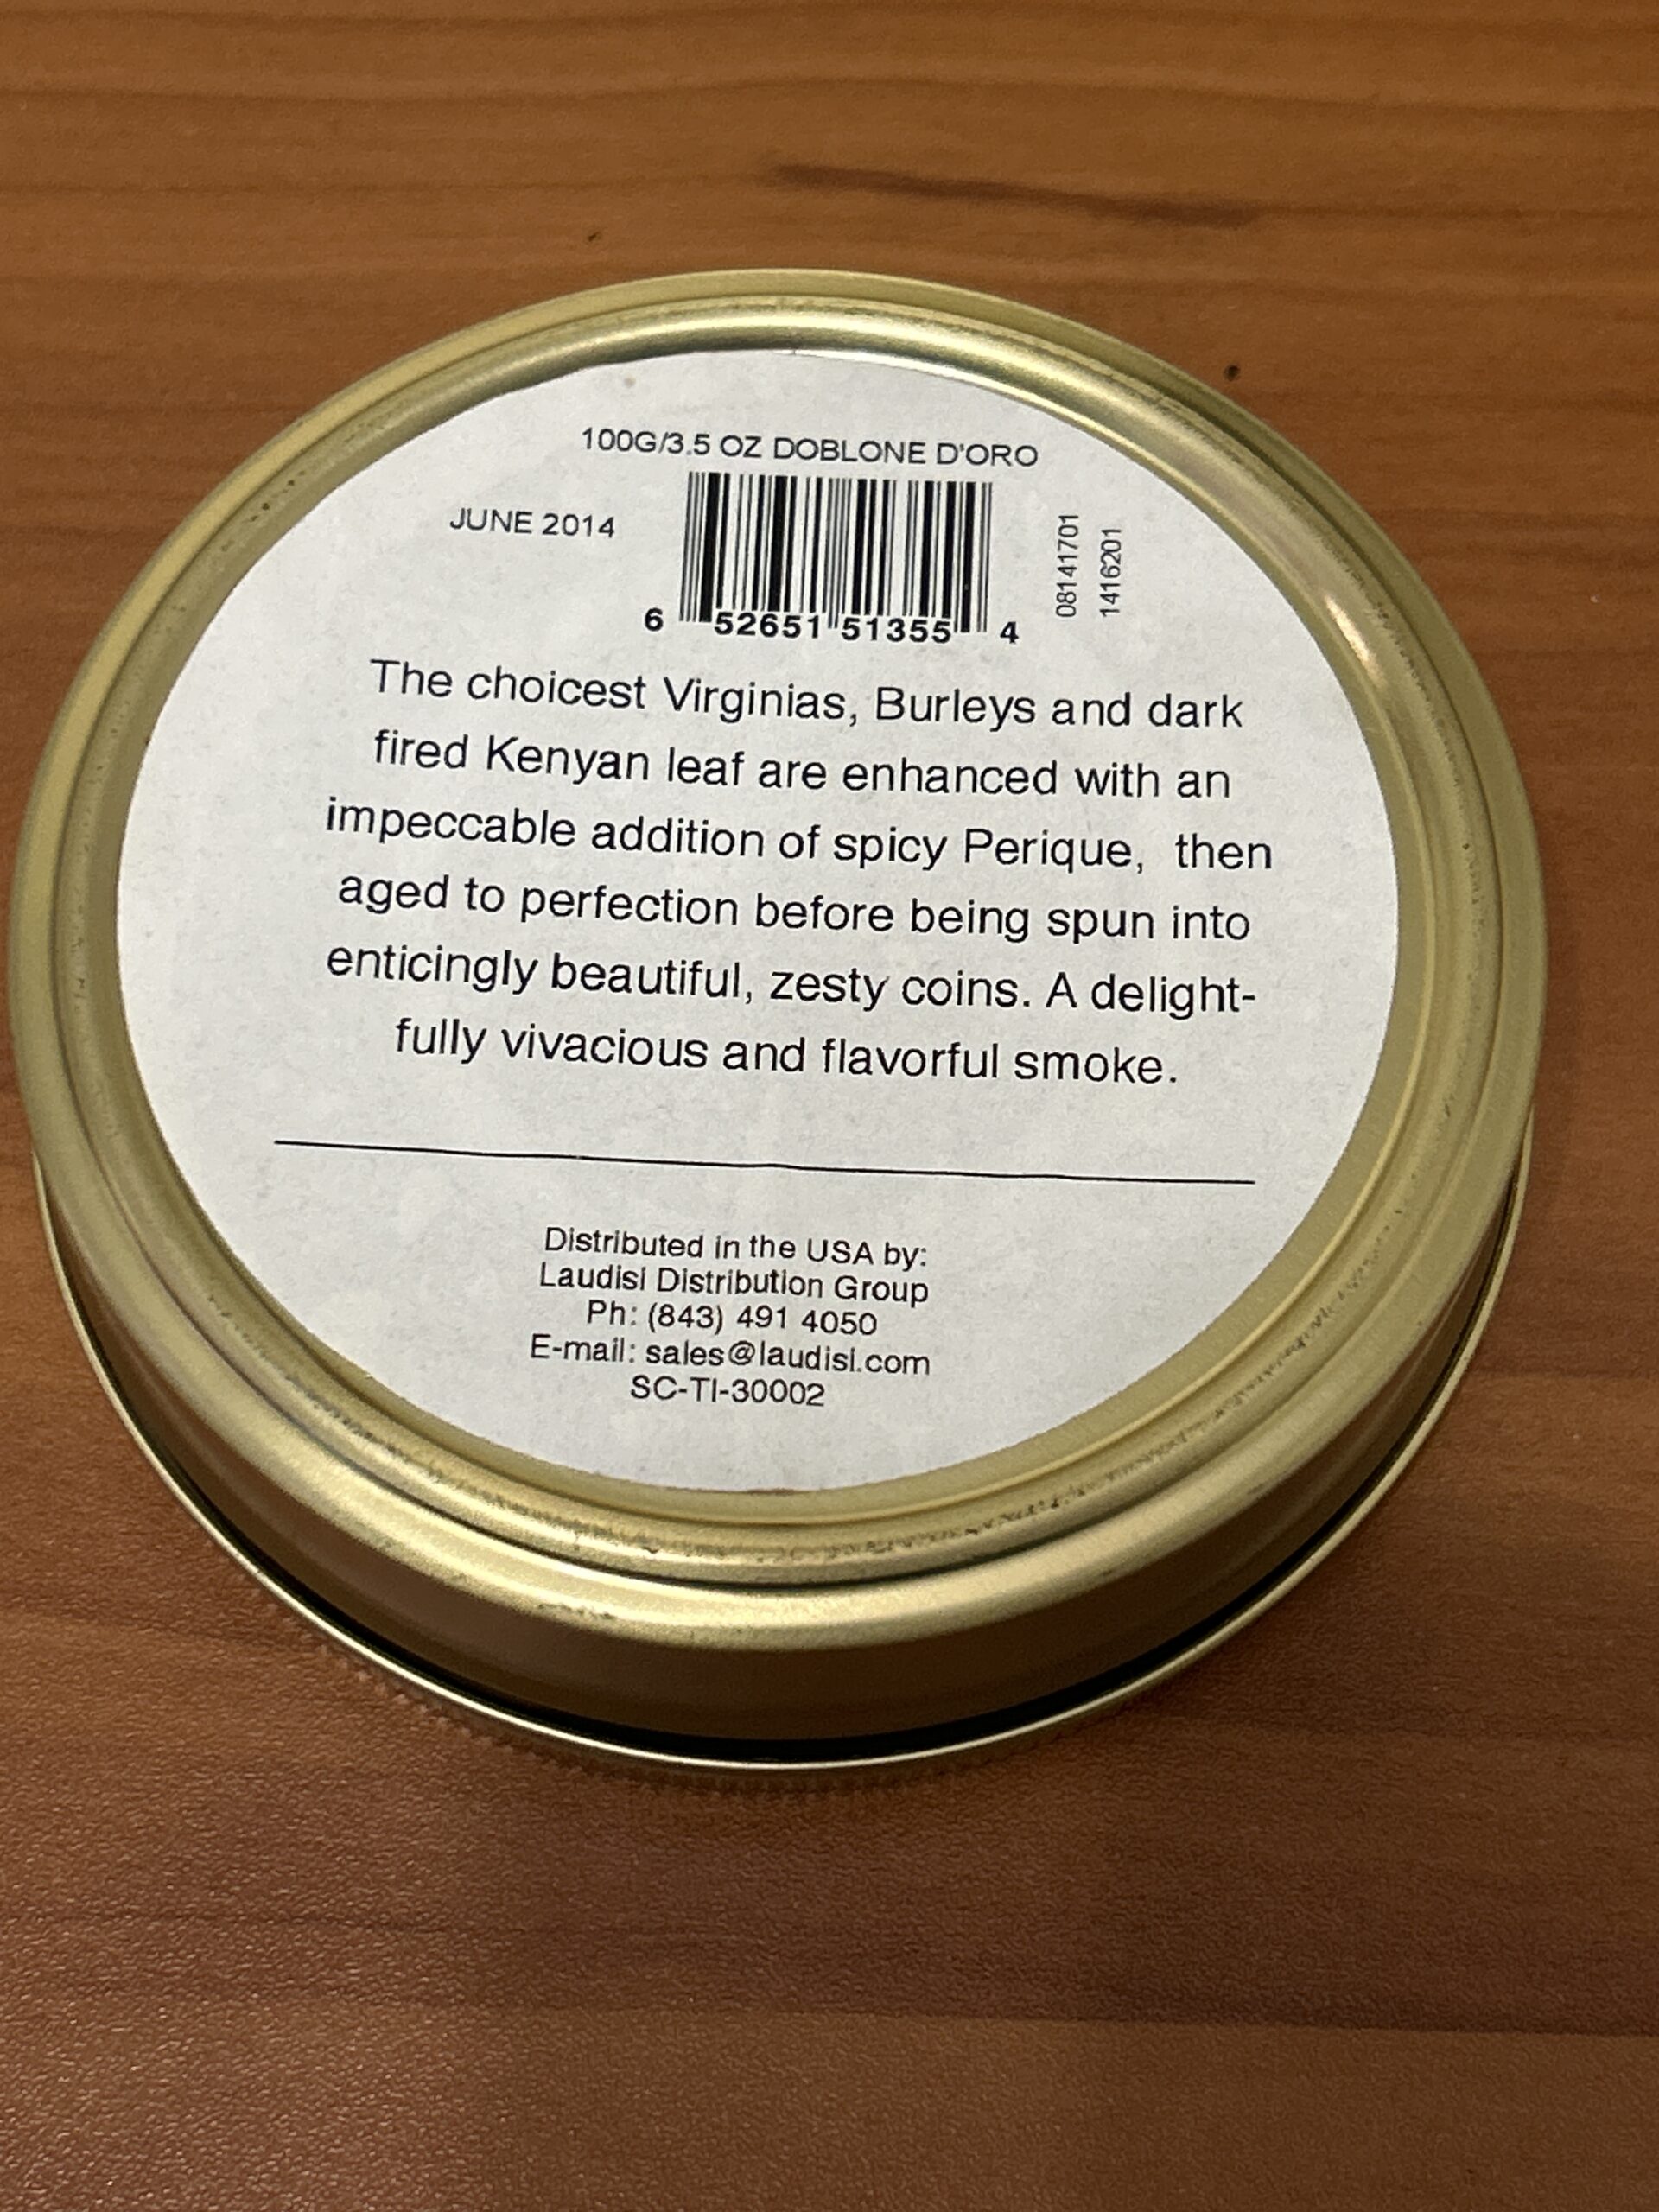 100G/3.5 OZ DOBLONE D'ORO
JUNE 2014
6 52651 51355 4
08141701
1416201
The choicest Virginias, Burleys and dark
fired Kenyan leaf are enhanced with an
impeccable addition of spicy Perique, then
aged to perfection before being spun into
enticingly beautiful, zesty coins. A delight-
fully vivacious and flavorful smoke.
Distributed in the USA by:
Laudisi Distribution Group
Ph: (843) 491 4050
E-mail: sales@laudisi.com
SC-TI-30002